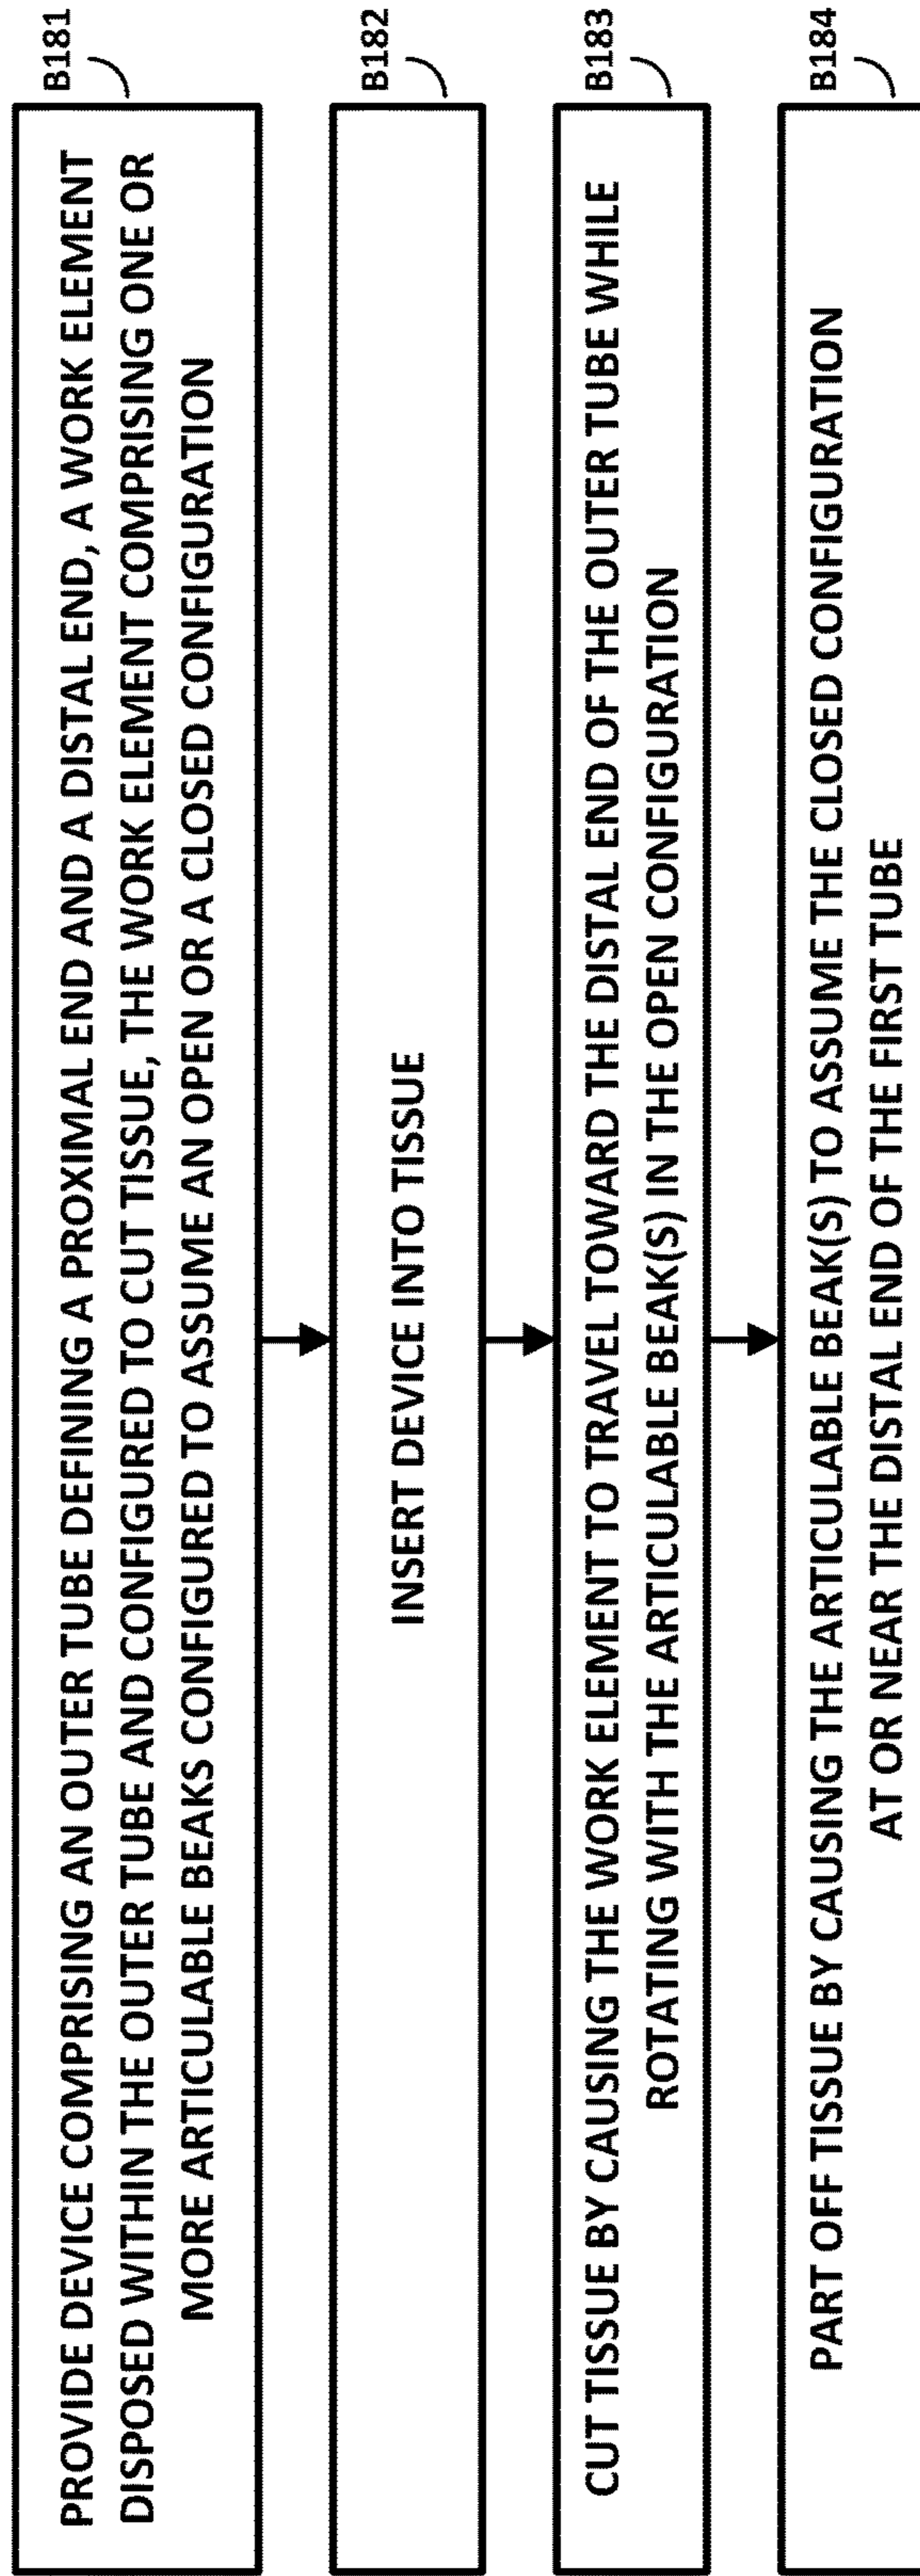 B181
PROVIDE DEVICE COMPRISING AN OUTER TUBE DEFINING A PROXIMAL END AND A DISTAL END, A WORK ELEMENT
DISPOSED WITHIN THE OUTER TUBE AND CONFIGURED TO CUT TISSUE, THE WORK ELEMENT COMPRISING ONE OR
MORE ARTICULABLE BEAKS CONFIGURED TO ASSUME AN OPEN OR A CLOSED CONFIGURATION
B182
INSERT DEVICE INTO TISSUE
B183
CUT TISSUE BY CAUSING THE WORK ELEMENT TO TRAVEL TOWARD THE DISTAL END OF THE OUTER TUBE WHILE
ROTATING WITH THE ARTICULABLE BEAK(S) IN THE OPEN CONFIGURATION
B184
PART OFF TISSUE BY CAUSING THE ARTICULABLE BEAK(S) TO ASSUME THE CLOSED CONFIGURATION
AT OR NEAR THE DISTAL END OF THE FIRST TUBE